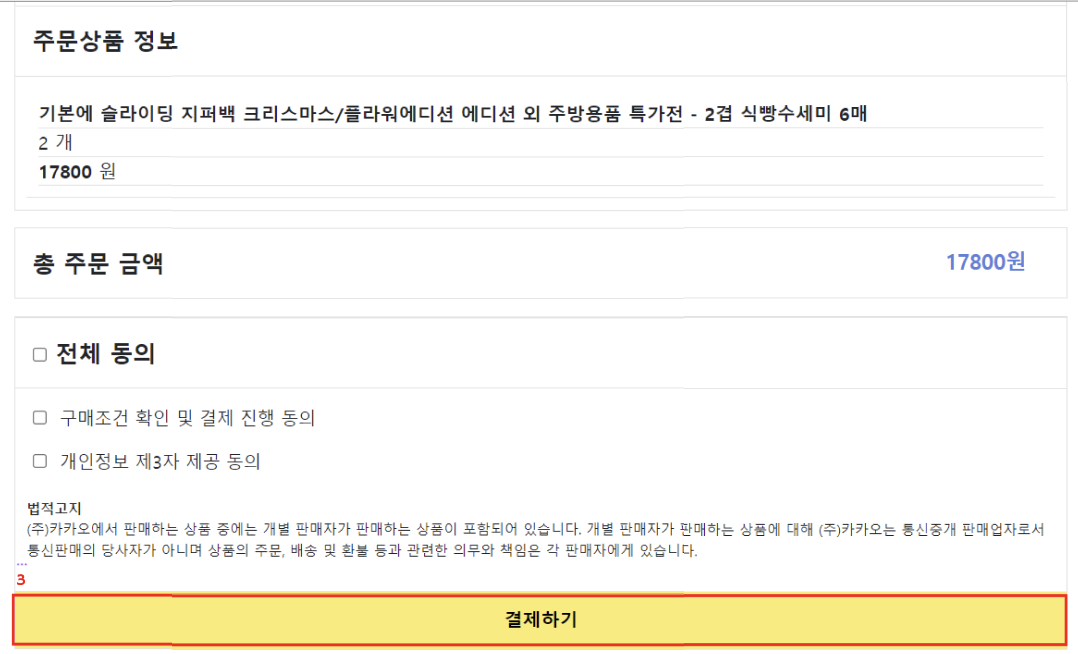 주문상품 정보
기본에 슬라이딩 지퍼백 크리스마스/플라워에디션 에디션 외 주방용품 특가전 - 2겹 식빵수세미 6매
2 개
17800 원
총 주문 금액
17800원
전체 동의
구매조건 확인 및 결제 진행 동의
개인정보 제3자 제공 동의
법적고지
(주)카카오에서 판매하는 상품 중에는 개별 판매자가 판매하는 상품이 포함되어 있습니다. 개별 판매자가 판매하는 상품에 대해 (주)카카오는 통신중개 판매업자로서
통신판매의 당사자가 아니며 상품의 주문, 배송 및 환불 등과 관련한 의무와 책임은 각 판매자에게 있습니다.
...
3
결제하기